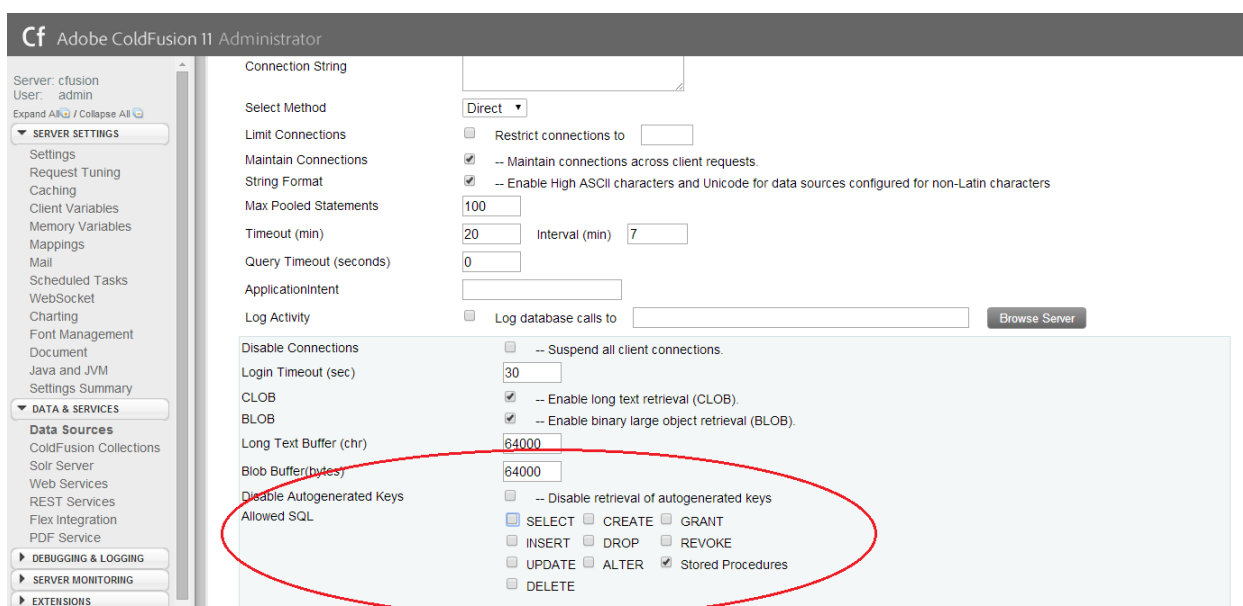 Cf Adobe ColdFusion 11 Administrator
Server: cfusion
User: admin
Expand All / Collapse All
SERVER SETTINGS
Settings
Request Tuning
Caching
Client Variables
Memory Variables
Mappings
Mail
Scheduled Tasks
WebSocket
Charting
Font Management
Document
Java and JVM
Settings Summary
DATA & SERVICES
Data Sources
ColdFusion Collections
Solr Server
Web Services
REST Services
Flex Integration
PDF Service
DEBUGGING & LOGGING
SERVER MONITORING
EXTENSIONS
Connection String
Select Method Direct
Limit Connections Restrict connections to
Maintain Connections -- Maintain connections across client requests.
String Format -- Enable High ASCII characters and Unicode for data sources configured for non-Latin characters
Max Pooled Statements 100
Timeout (min) 20 Interval (min) 7
Query Timeout (seconds) 0
ApplicationIntent
Log Activity Log database calls to Browse Server
Disable Connections -- Suspend all client connections.
Login Timeout (sec) 30
CLOB -- Enable long text retrieval (CLOB).
BLOB -- Enable binary large object retrieval (BLOB).
Long Text Buffer (chr) 64000
Blob Buffer(bytes) 64000
Disable Autogenerated Keys -- Disable retrieval of autogenerated keys
Allowed SQL SELECT CREATE GRANT
INSERT DROP REVOKE
UPDATE ALTER Stored Procedures
DELETE